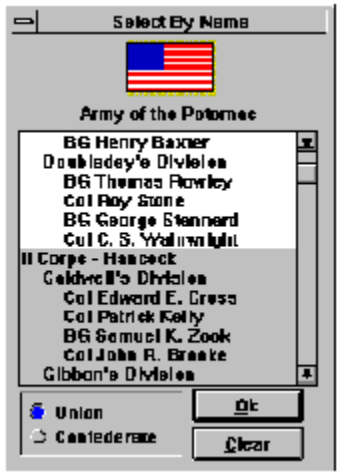 Select By Name
Army of the Potomac
BG Henry Baxter
Doubleday's Division
BG Thomas Rowley
Col Roy Stone
BG George Stannard
Col C. S. Wainwright
II Corps - Hancock
Caldwell's Division
Col Edward E. Cross
Col Patrick Kelly
BG Samuel K. Zook
Col John R. Brooke
Gibbon's Division
Union
Confederate
Ok
Clear